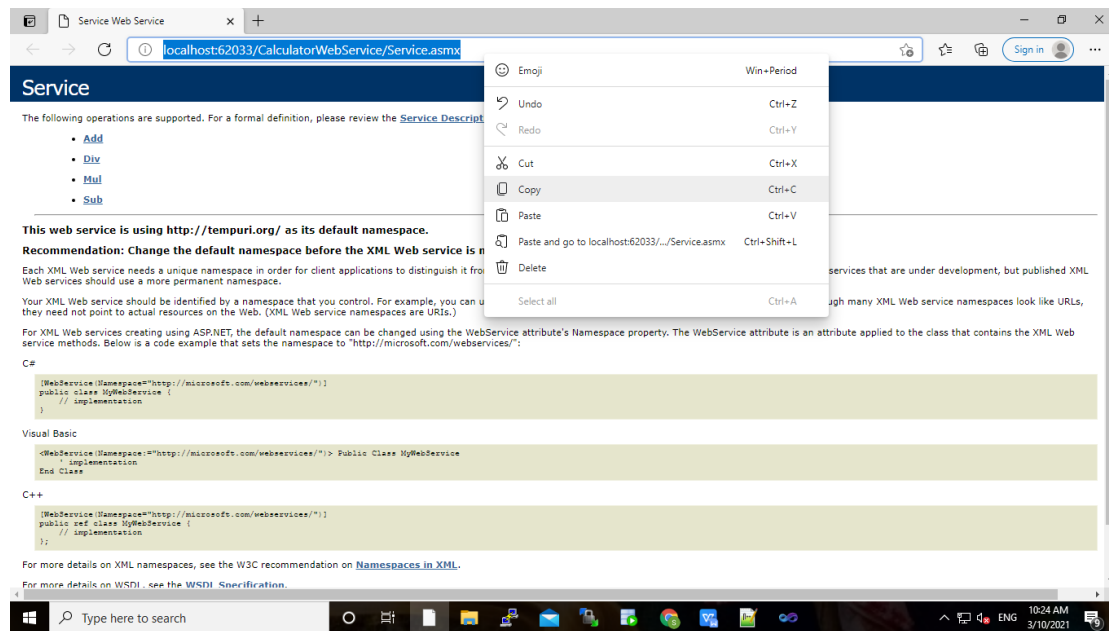 Service Web Service
localhost:62033/CalculatorWebService/Service.asmx
Sign in
Emoji Win+Period
Undo Ctrl+Z
Redo Ctrl+Y
Cut Ctrl+X
Copy Ctrl+C
Paste Ctrl+V
Paste and go to localhost:62033/.../Service.asmx Ctrl+Shift+L
Delete
Select all Ctrl+A
Service
The following operations are supported. For a formal definition, please review the Service Descript
Add
Div
Mul
Sub
This web service is using http://tempuri.org/ as its default namespace.
Recommendation: Change the default namespace before the XML Web service is
Each XML Web service needs a unique namespace in order for client applications to distinguish it fro services that are under development, but published XML
Web services should use a more permanent namespace.
Your XML Web service should be identified by a namespace that you control. For example, you can u ugh many XML Web service namespaces look like URLs,
they need not point to actual resources on the Web. (XML Web service namespaces are URIs.)
For XML Web services creating using ASP.NET, the default namespace can be changed using the WebService attribute's Namespace property. The WebService attribute is an attribute applied to the class that contains the XML Web
service methods. Below is a code example that sets the namespace to "http://microsoft.com/webservices/":
C#
[WebService(Namespace="http://microsoft.com/webservices/")]
public class MyWebService {
// implementation
}
Visual Basic
<WebService(Namespace:="http://microsoft.com/webservices/")> Public Class MyWebService
' implementation
End Class
C++
[WebService(Namespace="http://microsoft.com/webservices/")]
public ref class MyWebService {
// implementation
};
For more details on XML namespaces, see the W3C recommendation on Namespaces in XML.
For more details on WSDL, see the WSDL Specification.
Type here to search
ENG
10:24 AM
3/10/2021